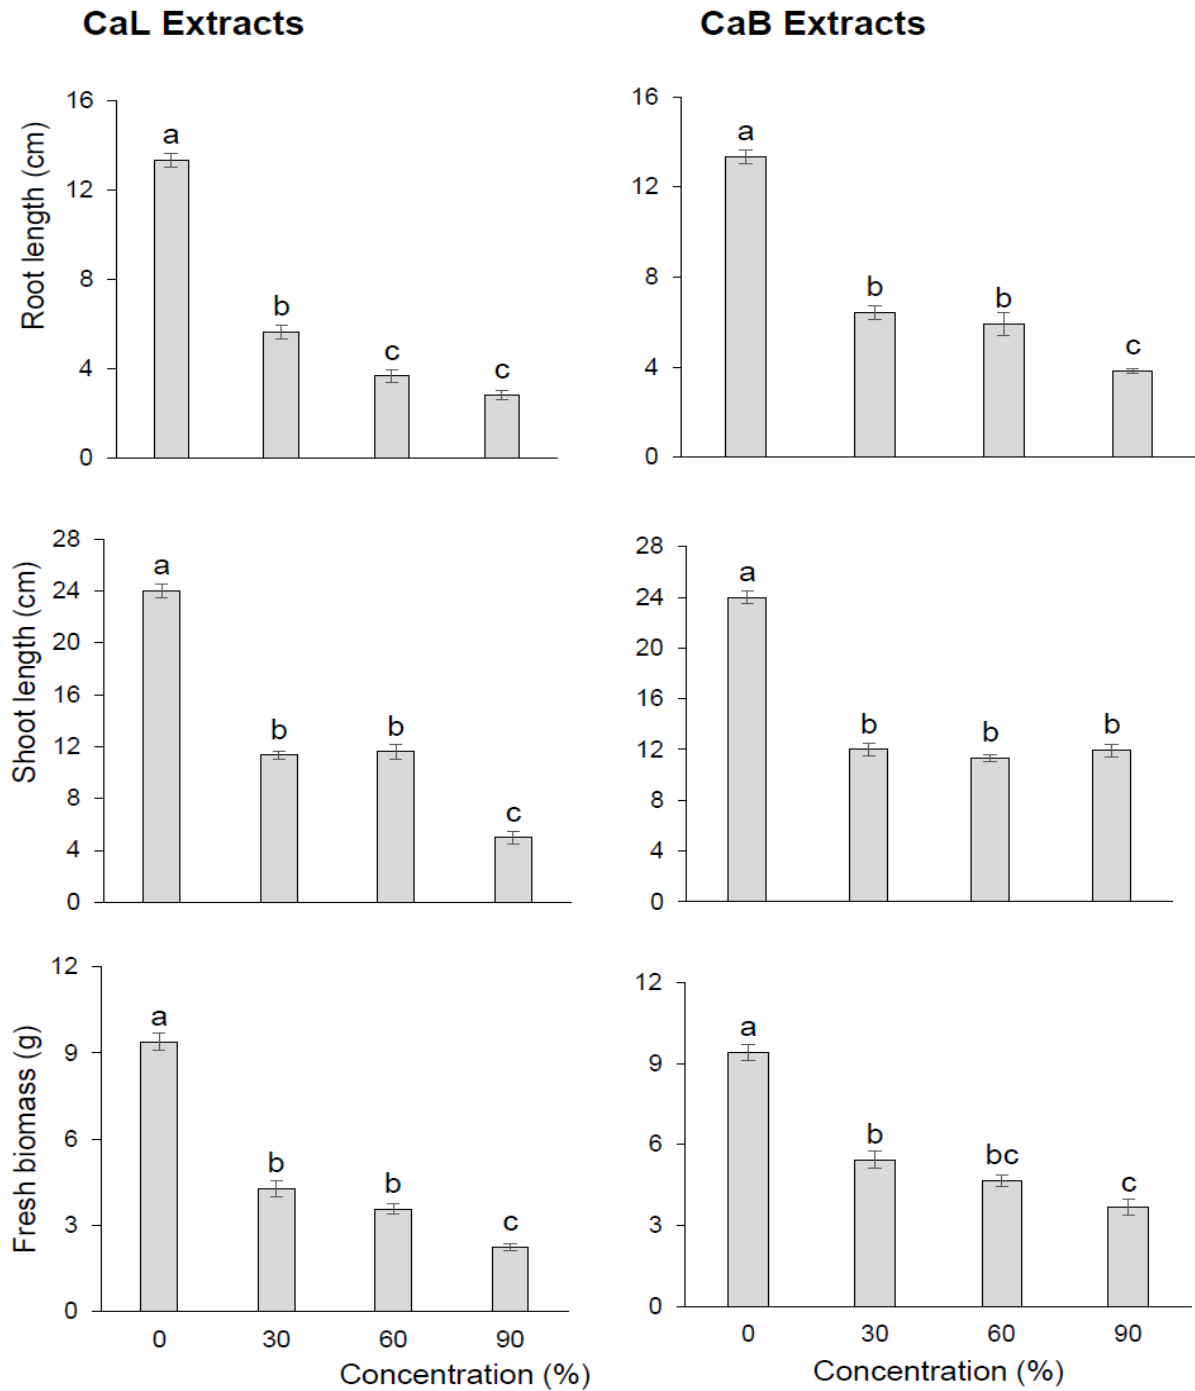 CaL Extracts
CaB Extracts
Root length (cm)
16
12
8
4
0
a
b
c
c
16
12
8
4
0
a
b
b
c
Shoot length (cm)
28
24
20
16
12
8
4
0
a
b
b
c
28
24
20
16
12
8
4
0
a
b
b
b
Fresh biomass (g)
12
9
6
3
0
a
b
b
c
0 30 60 90
Concentration (%)
12
9
6
3
0
a
b
bc
c
0 30 60 90
Concentration (%)